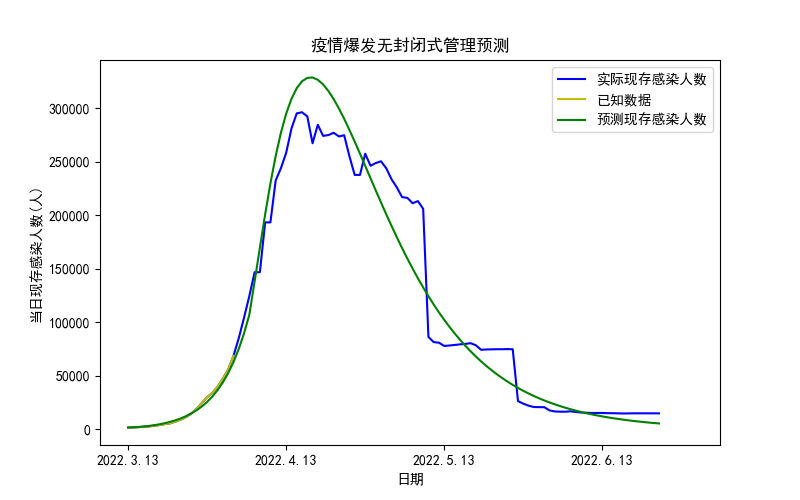 疫情爆发无封闭式管理预测
实际现存感染人数
已知数据
预测现存感染人数
当日现存感染人数(人)
300000
250000
200000
150000
100000
50000
0
2022.3.13 2022.4.13 2022.5.13 2022.6.13
日期